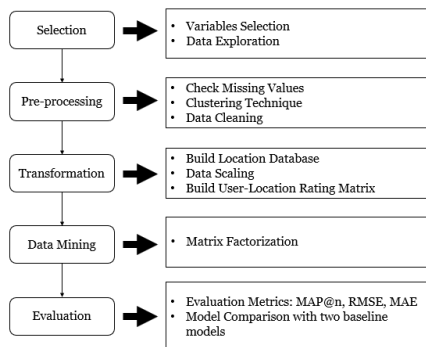 Selection
• Variables Selection
• Data Exploration
Pre-processing
• Check Missing Values
• Clustering Technique
• Data Cleaning
Transformation
• Build Location Database
• Data Scaling
• Build User-Location Rating Matrix
Data Mining
• Matrix Factorization
Evaluation
• Evaluation Metrics: MAP@n, RMSE, MAE
• Model Comparison with two baseline
models